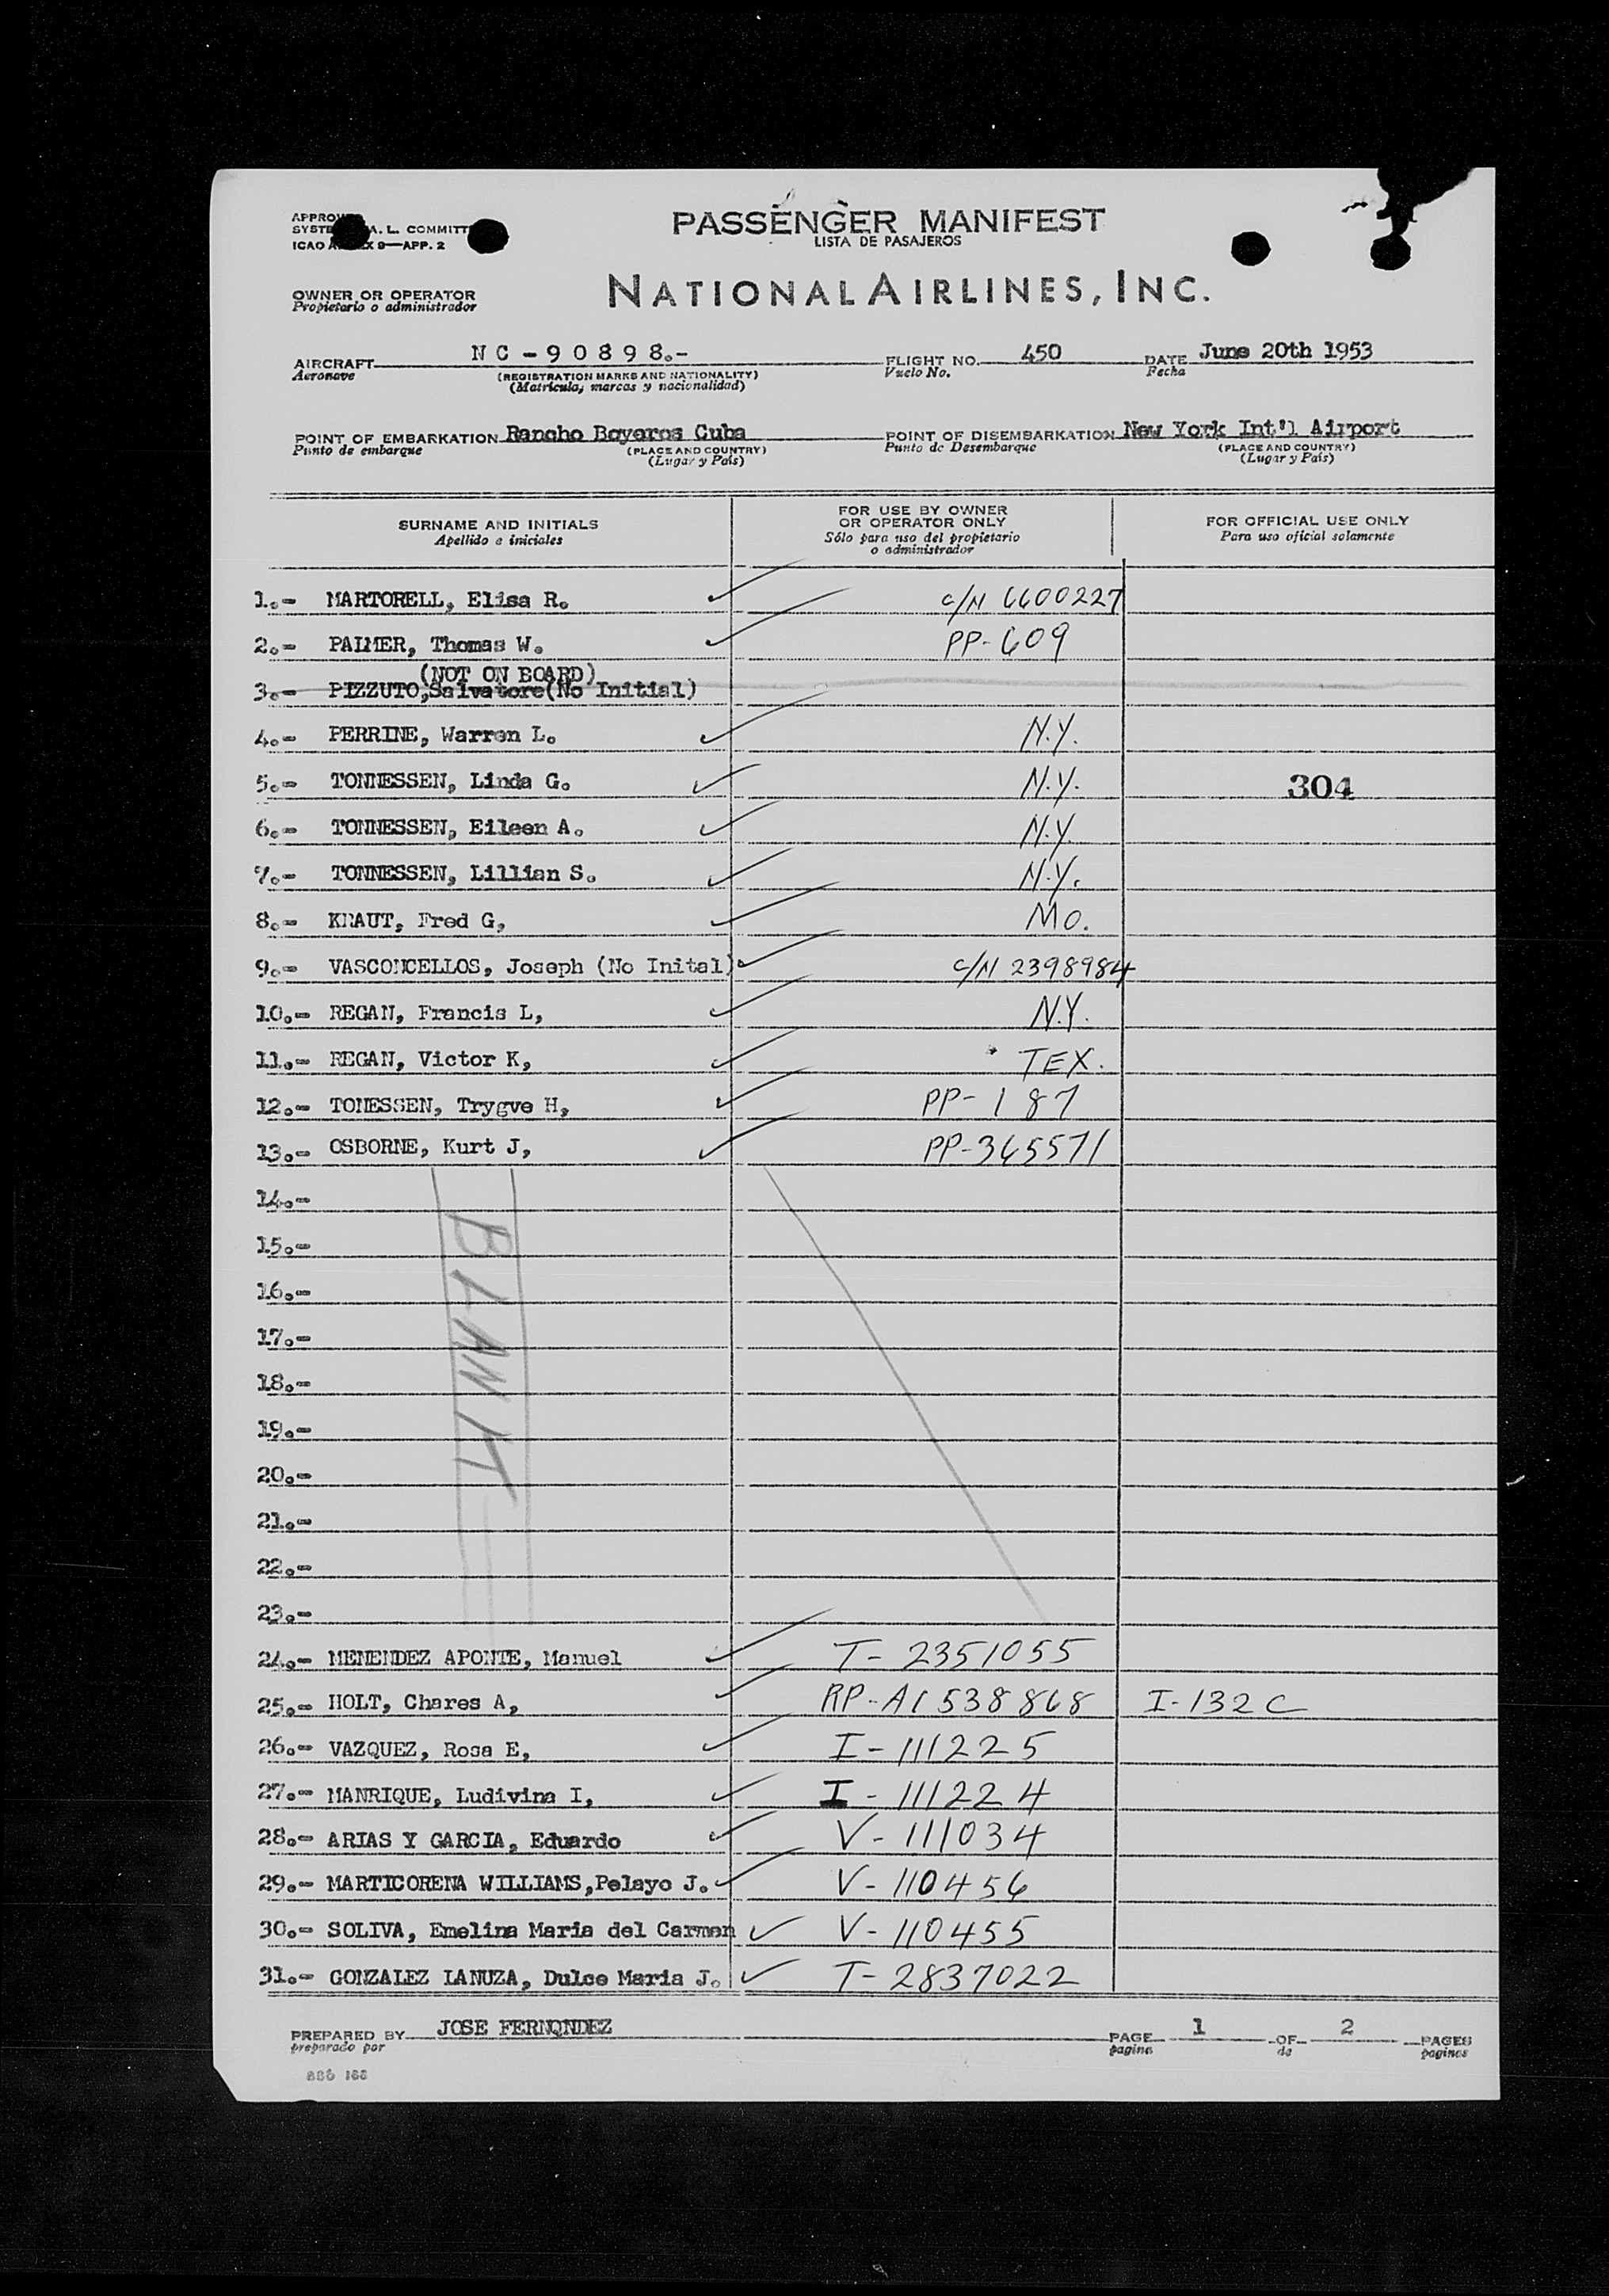 PASSENGER MANIFEST
LISTA DE PASAJEROS
A. L. COMMITT
ICAO 9—APP. 2
OWNER OR OPERATOR
Propietario o administrador
NATIONAL AIRLINES, INC.
AIRCRAFT NC-90898.- FLIGHT NO. 450 DATE June 20th 1953
Aeronave (REGISTRATION MARKS AND NATIONALITY) Vuelo No. Fecha
(Matrícula, marcas y nacionalidad)
POINT OF EMBARKATION Rancho Boyeros Cuba POINT OF DISEMBARKATION New York Int'l Airport
Punto de embarque (PLACE AND COUNTRY) Punto de Desembarque (PLACE AND COUNTRY)
(Lugar y País) (Lugar y País)
SURNAME AND INITIALS FOR USE BY OWNER OR OPERATOR ONLY FOR OFFICIAL USE ONLY
Apellido e iniciales Sólo para uso del propietario o administrador Para uso oficial solamente
1.- MARTORELL, Elisa R. C/N 6600227
2.- PALMER, Thomas W. PP-609
(NOT ON BOARD)
3.- PIZZUTO,Salvatore(No Initial)
4.- PERRINE, Warren L. N.Y.
5.- TONNESSEN, Linda G. N.Y. 304
6.- TONNESSEN, Eileen A. N.Y.
7.- TONNESSEN, Lillian S. N.Y.
8.- KRAUT, Fred G, MO.
9.- VASCONCELLOS, Joseph (No Inital) C/N 2398984
10.- REGAN, Francis L, N.Y.
11.- REGAN, Victor K, TEX.
12.- TONESSEN, Trygve H, PP-187
13.- OSBORNE, Kurt J, PP-365571
14.-
15.-
16.-
17.-
18.-
19.-
20.-
21.-
22.-
23.-
BLANK
24.- MENENDEZ APONTE, Manuel T-2351055
25.- HOLT, Chares A, RP-A1538868 I-132C
26.- VAZQUEZ, Rosa E, I-111225
27.- MANRIQUE, Ludivina I, I-111224
28.- ARIAS Y GARCIA, Eduardo V-111034
29.- MARTICORENA WILLIAMS,Pelayo J. V-110456
30.- SOLIVA, Emelina Maria del Carmen V-110455
31.- GONZALEZ LANUZA, Dulce Maria J. T-2837022
PREPARED BY JOSE FERNQNDEZ PAGE 1 OF 2 PAGES
preparado por pagina de paginas